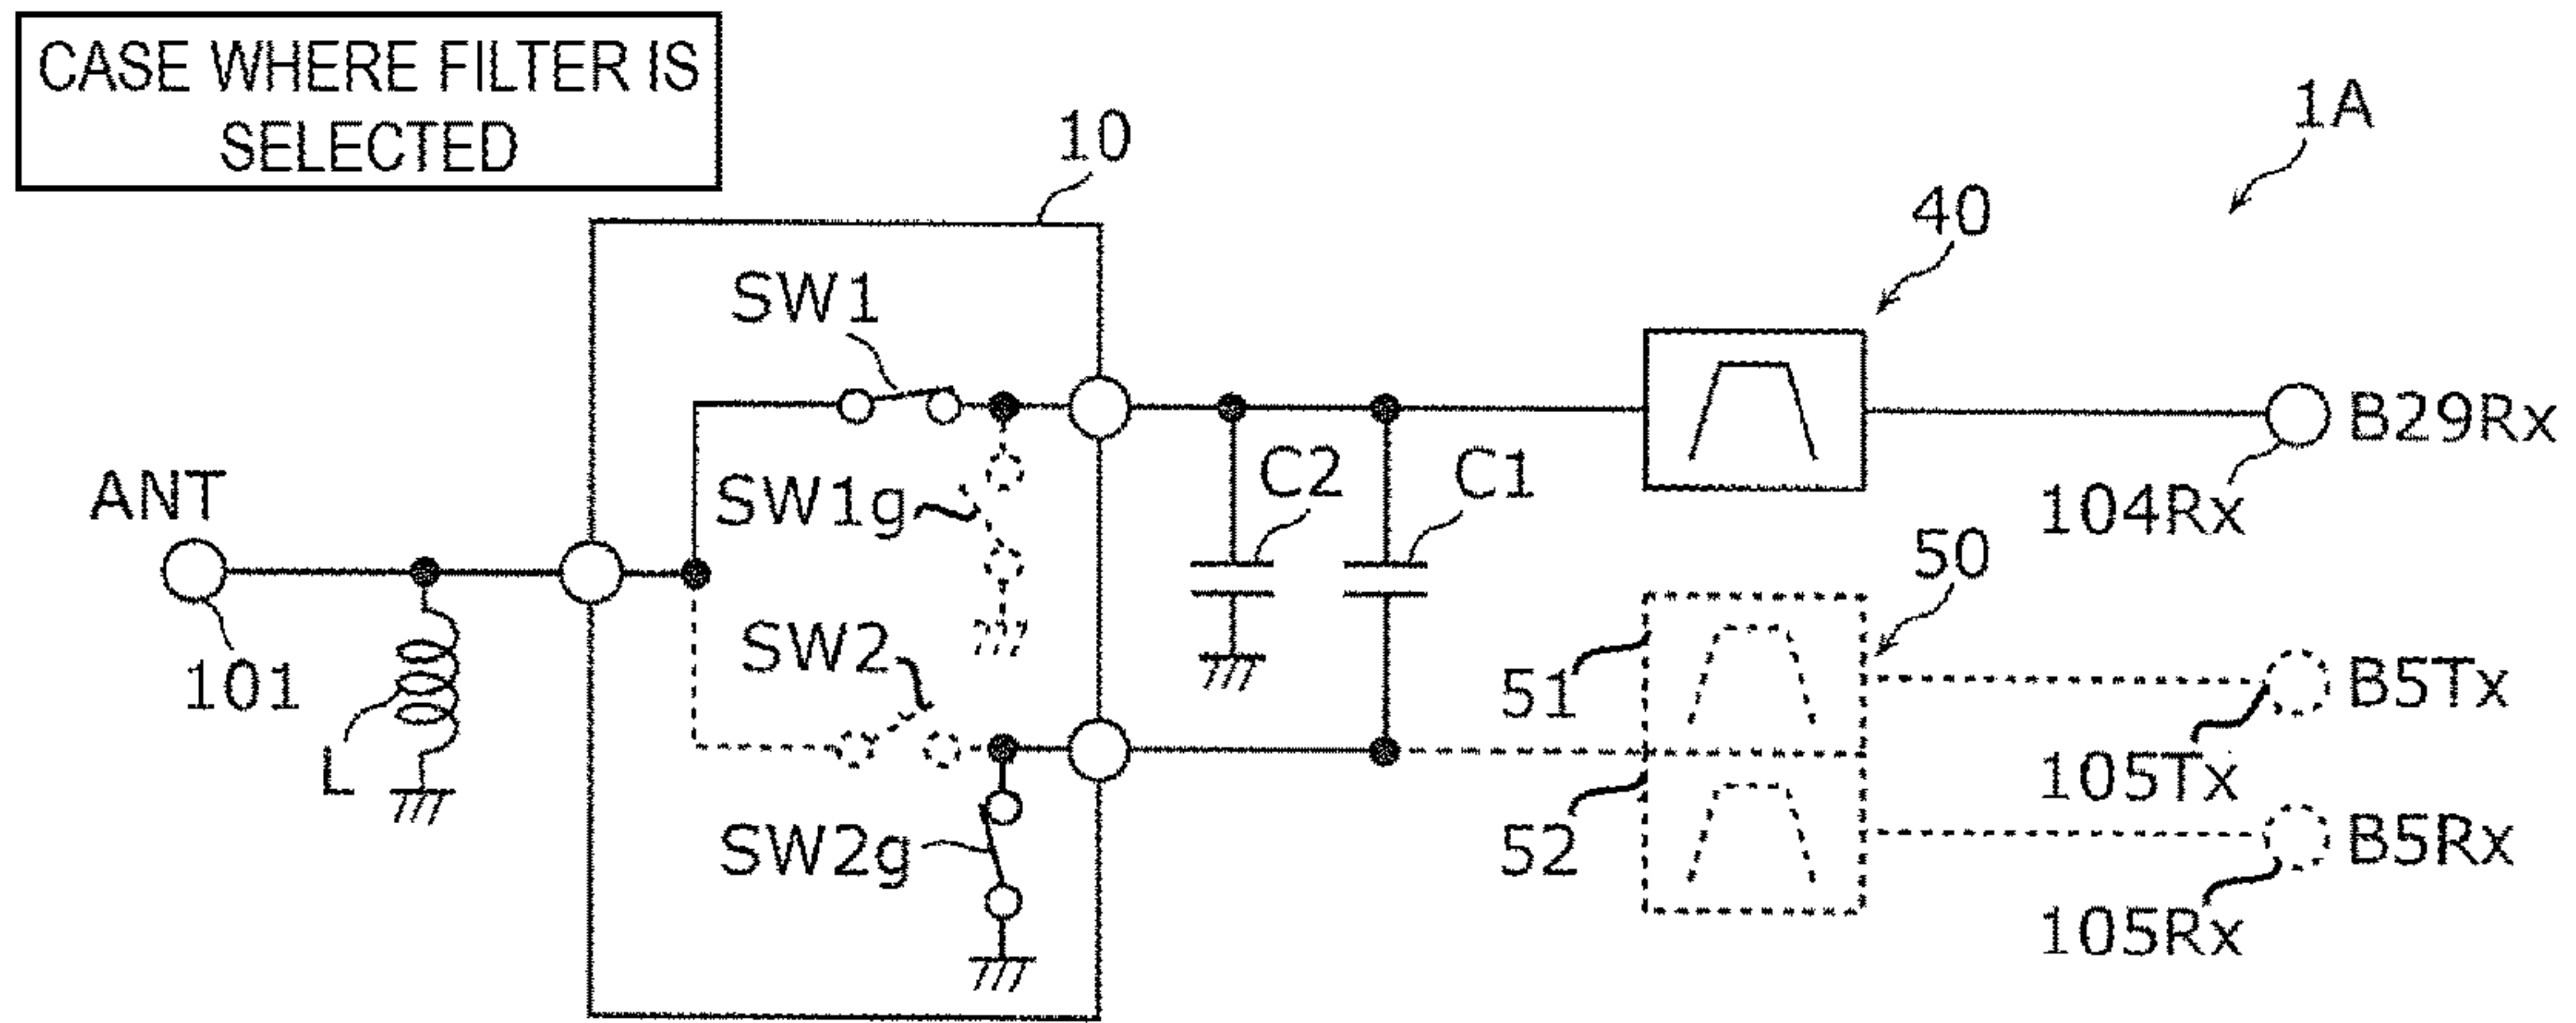 CASE WHERE FILTER IS
SELECTED
10
1A
40
SW1
B29Rx
ANT
SW1g
C2
C1
104Rx
50
SW2
101
51
B5Tx
L
105Tx
SW2g
52
B5Rx
105Rx